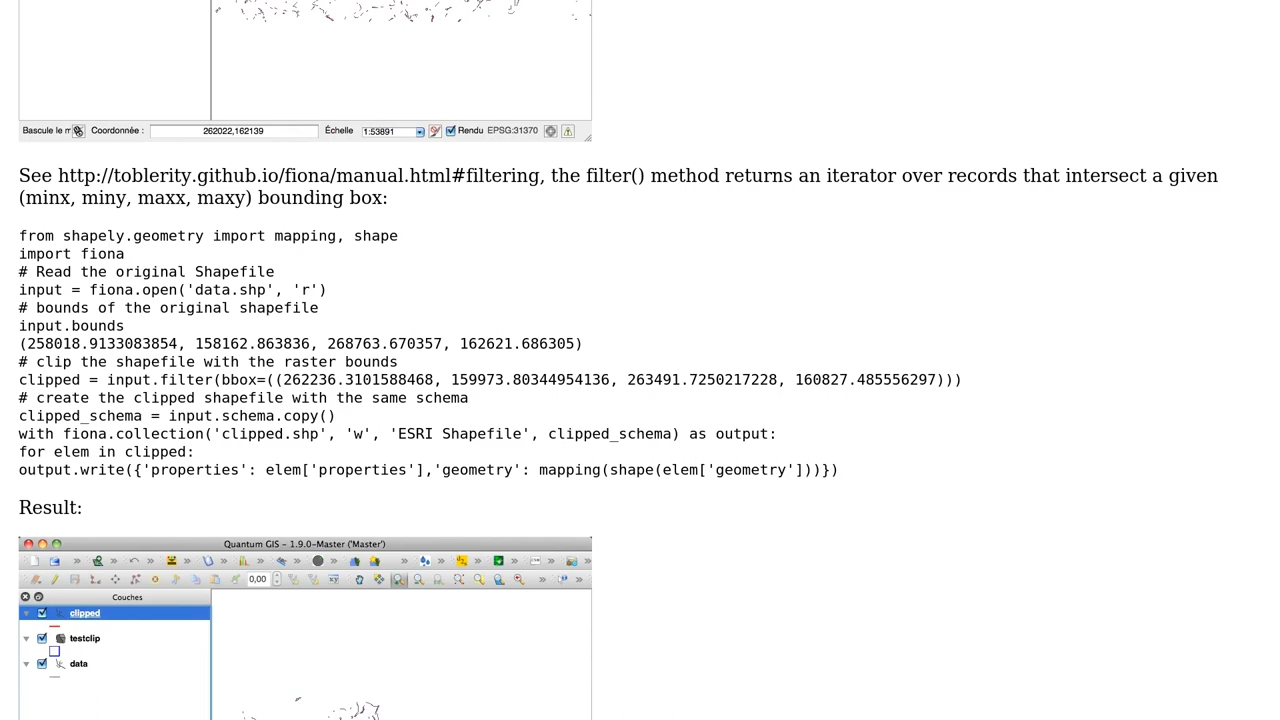 Bascule le m Coordonnée : 262022,162139 Échelle 1:53891 Rendu EPSG:31370
See http://toblerity.github.io/fiona/manual.html#filtering, the filter() method returns an iterator over records that intersect a given
(minx, miny, maxx, maxy) bounding box:
from shapely.geometry import mapping, shape
import fiona
# Read the original Shapefile
input = fiona.open('data.shp', 'r')
# bounds of the original shapefile
input.bounds
(258018.9133083854, 158162.863836, 268763.670357, 162621.686305)
# clip the shapefile with the raster bounds
clipped = input.filter(bbox=((262236.3101588468, 159973.80344954136, 263491.7250217228, 160827.485556297)))
# create the clipped shapefile with the same schema
clipped_schema = input.schema.copy()
with fiona.collection('clipped.shp', 'w', 'ESRI Shapefile', clipped_schema) as output:
for elem in clipped:
output.write({'properties': elem['properties'],'geometry': mapping(shape(elem['geometry']))})
Result:
Quantum GIS - 1.9.0-Master ('Master')
0,00
Couches
clipped
testclip
data